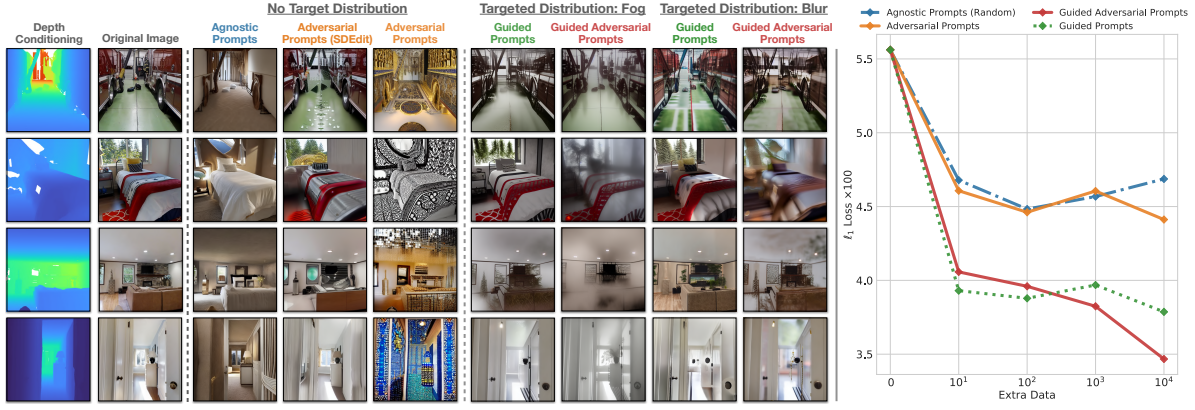 No Target Distribution
Targeted Distribution: Fog
Targeted Distribution: Blur
Depth
Conditioning
Original Image
Agnostic
Prompts
Adversarial
Prompts (SDEdit)
Adversarial
Prompts
Guided
Prompts
Guided Adversarial
Prompts
Guided
Prompts
Guided Adversarial
Prompts
Agnostic Prompts (Random)
Adversarial Prompts
Guided Adversarial Prompts
Guided Prompts
5.5
5.0
4.5
4.0
3.5
ℓ₁ Loss ×100
0
10¹
10²
10³
10⁴
Extra Data